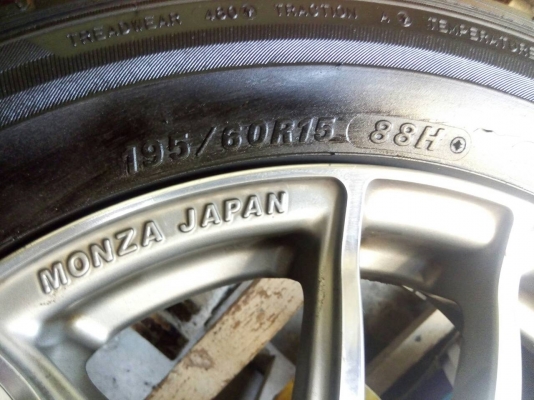 TREADWEAR 460 TRACTION A TEMPERATURE
195/60R15 88H
MONZA JAPAN